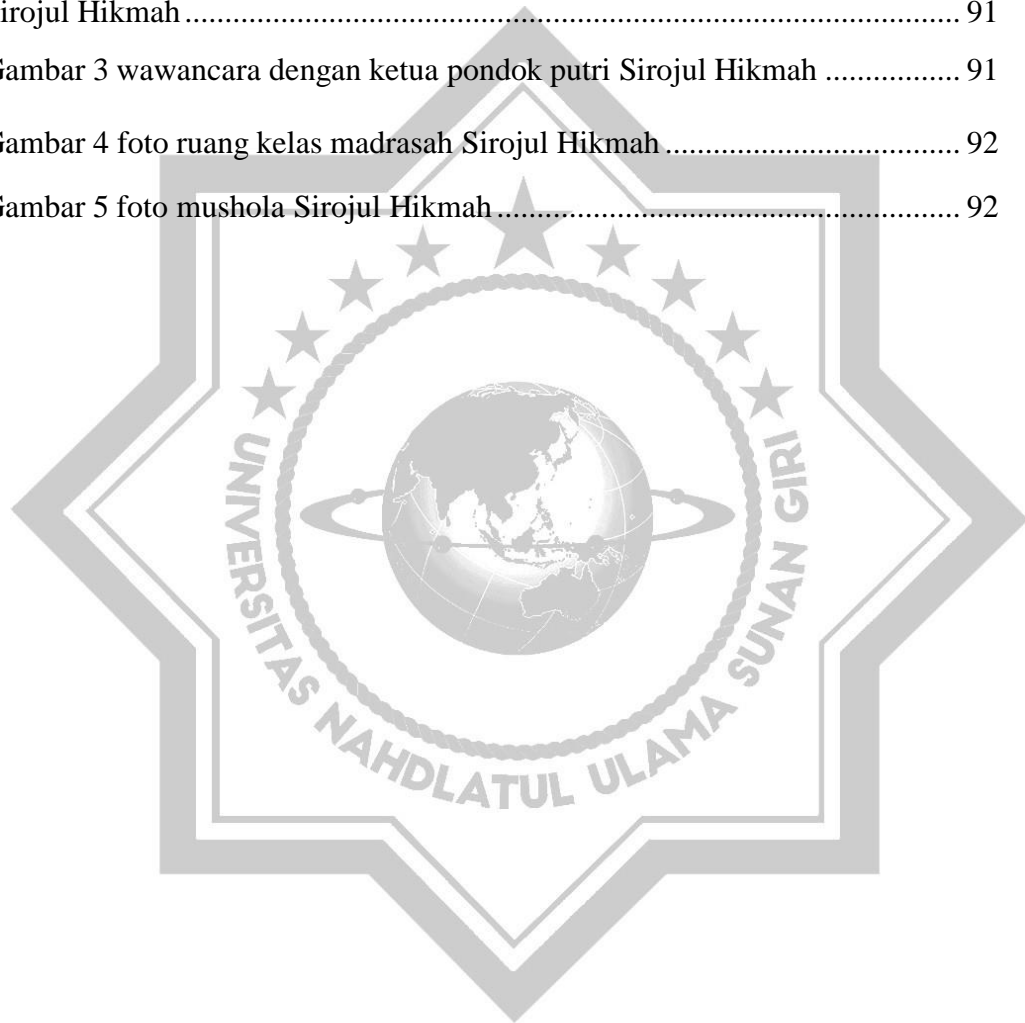 Sirojul Hikmah ........................................................................................ 91
Gambar 3 wawancara dengan ketua pondok putri Sirojul Hikmah ................ 91
Gambar 4 foto ruang kelas madrasah Sirojul Hikmah .................................. 92
Gambar 5 foto mushola Sirojul Hikmah ..................................................... 92
UNIVERSITAS NAHDLATUL ULAMA SUNAN GIRI